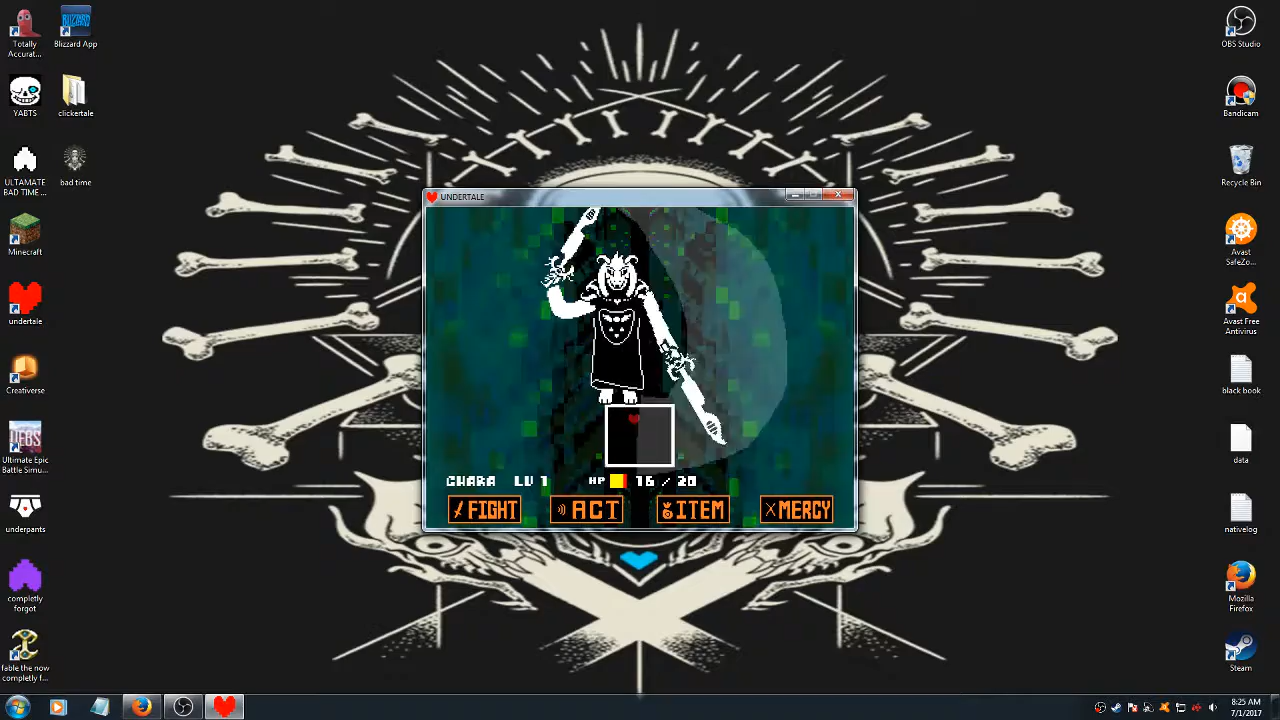 Totally
Accurat...
Blizzard App
YABTS
clickertale
ULTAMATE
BAD TIME ...
bad time
Minecraft
undertale
Creativerse
UEBS
Ultimate Epic
Battle Simu...
underpants
completly
forgot
fable the now
completly f...
UNDERTALE
CHARA LV 1 HP 16 / 20
FIGHT ACT ITEM MERCY
OBS Studio
Bandicam
Recycle Bin
Avast
SafeZo...
Avast Free
Antivirus
black book
data
nativelog
Mozilla
Firefox
Steam
8:25 AM
7/1/2017